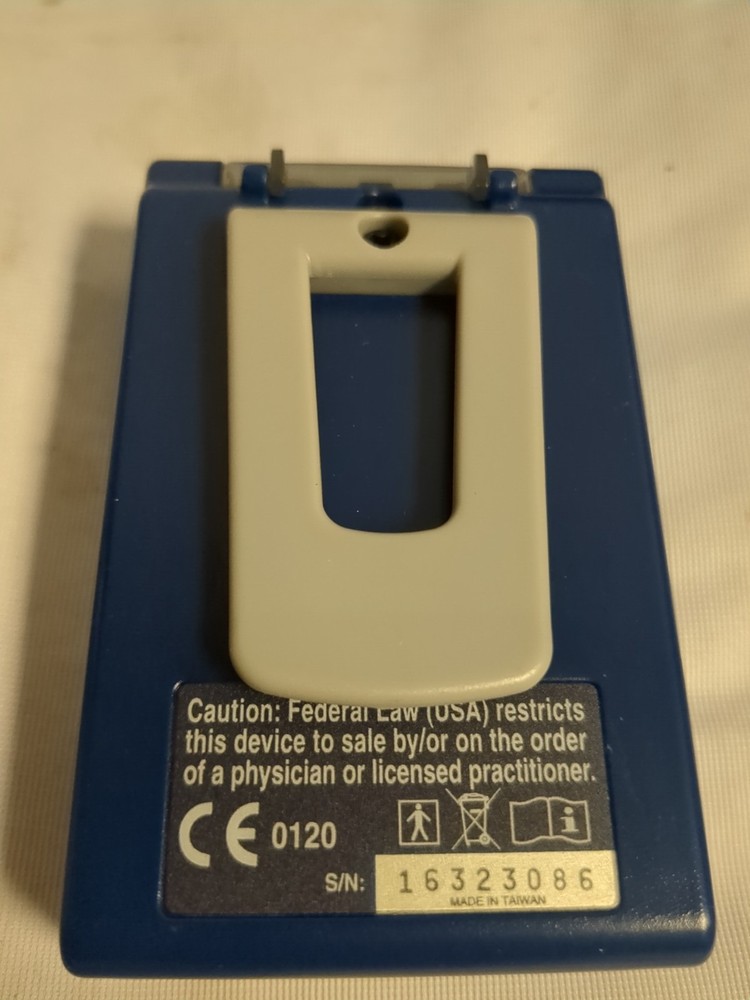 Caution: Federal Law (USA) restricts
this device to sale by/or on the order
of a physician or licensed practitioner.
CE 0120
i
S/N: 16323086
MADE IN TAIWAN